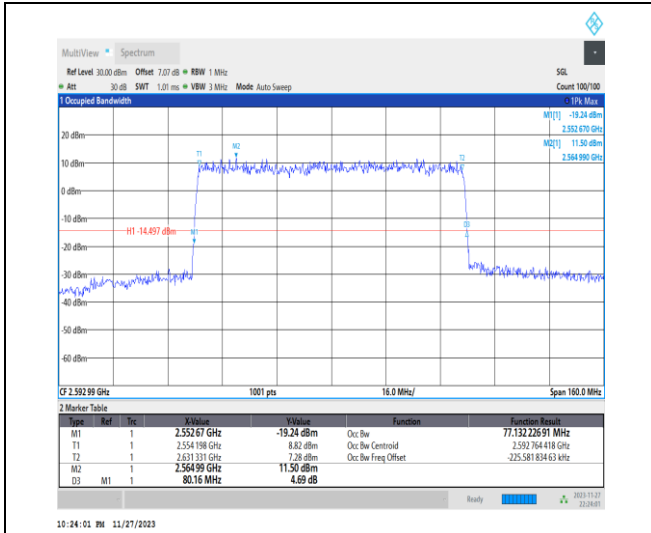 MultiView Spectrum
Ref Level 30.00 dBm Offset 7.07 dB RBW 1 MHz SGL
Att 30 dB SWT 1.01 ms VBW 3 MHz Mode Auto Sweep Count 100/100
1 Occupied Bandwidth 1Pk Max
M1[1] -19.24 dBm
2.552 670 GHz
M2[1] 11.50 dBm
2.564 990 GHz
20 dBm
M2
T1
T2
10 dBm
0 dBm
-10 dBm
D3
H1 -14.497 dBm
M1
-30 dBm
-40 dBm
-50 dBm
-60 dBm
CF 2.592 99 GHz 1001 pts 16.0 MHz/ Span 160.0 MHz
2 Marker Table
Type Ref Trc X-Value Y-Value Function Function Result
M1 1 2.552 67 GHz -19.24 dBm Occ Bw 77.132 226 91 MHz
T1 1 2.554 198 GHz 8.82 dBm Occ Bw Centroid 2.592 764 418 GHz
T2 1 2.631 331 GHz 7.28 dBm Occ Bw Freq Offset -225.581 834 63 kHz
M2 1 2.564 99 GHz 11.50 dBm
D3 M1 1 80.16 MHz 4.69 dB
Ready 2023-11-27
22:24:01
10:24:01 PM 11/27/2023